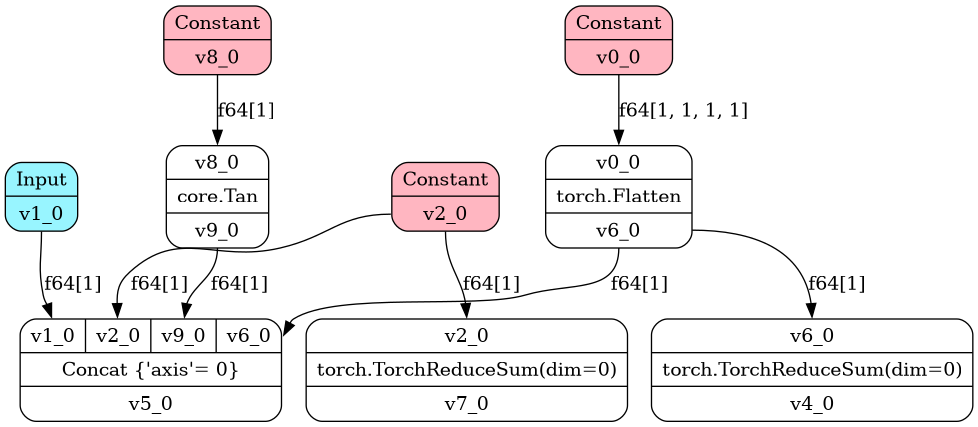 Constant
v8_0
Constant
v0_0
f64[1]
f64[1, 1, 1, 1]
Input
v1_0
v8_0
core.Tan
v9_0
Constant
v2_0
v0_0
torch.Flatten
v6_0
f64[1]
f64[1]
f64[1]
f64[1]
f64[1]
f64[1]
v1_0 v2_0 v9_0 v6_0
Concat {'axis'= 0}
v5_0
v2_0
torch.TorchReduceSum(dim=0)
v7_0
v6_0
torch.TorchReduceSum(dim=0)
v4_0